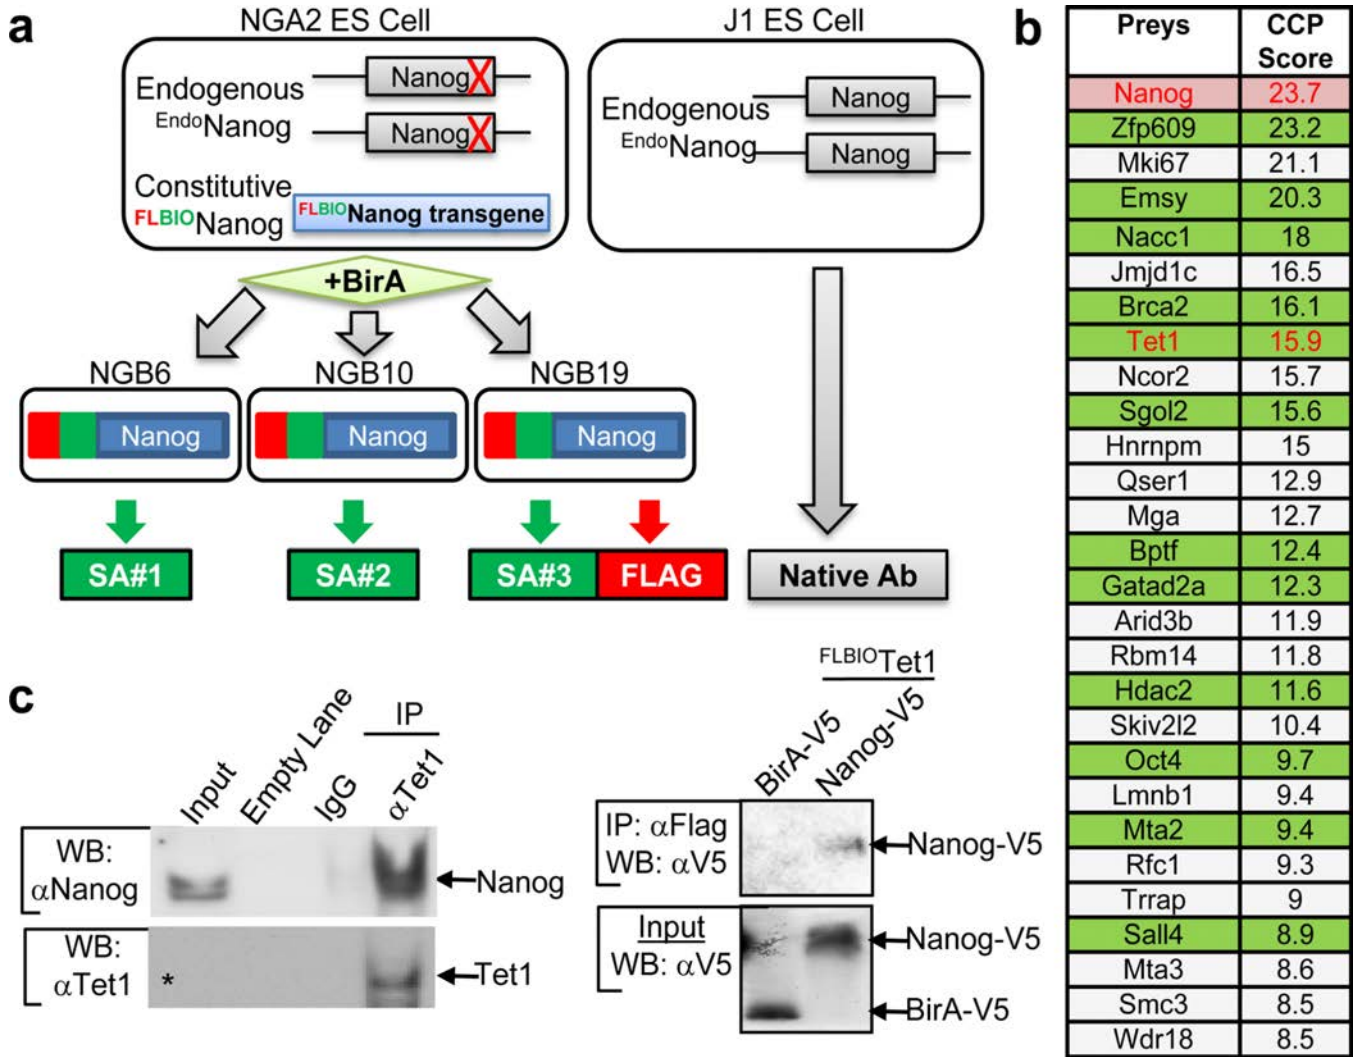 a
NGA2 ES Cell
J1 ES Cell
Endogenous
EndoNanog
Nanog
Nanog
Constitutive
FLBIONanog
FLBIONanog transgene
Endogenous
EndoNanog
Nanog
Nanog
+BirA
NGB6
NGB10
NGB19
Nanog
Nanog
Nanog
SA#1
SA#2
SA#3
FLAG
Native Ab
b
Preys CCP Score
Nanog 23.7
Zfp609 23.2
Mki67 21.1
Emsy 20.3
Nacc1 18
Jmjd1c 16.5
Brca2 16.1
Tet1 15.9
Ncor2 15.7
Sgol2 15.6
Hnrnpm 15
Qser1 12.9
Mga 12.7
Bptf 12.4
Gatad2a 12.3
Arid3b 11.9
Rbm14 11.8
Hdac2 11.6
Skiv2l2 10.4
Oct4 9.7
Lmnb1 9.4
Mta2 9.4
Rfc1 9.3
Trrap 9
Sall4 8.9
Mta3 8.6
Smc3 8.5
Wdr18 8.5
c
IP
Input
Empty Lane
IgG
αTet1
WB:
αNanog
Nanog
WB:
αTet1
*
Tet1
FLBIOTet1
BirA-V5
Nanog-V5
IP: αFlag
WB: αV5
Nanog-V5
Input
WB: αV5
Nanog-V5
BirA-V5